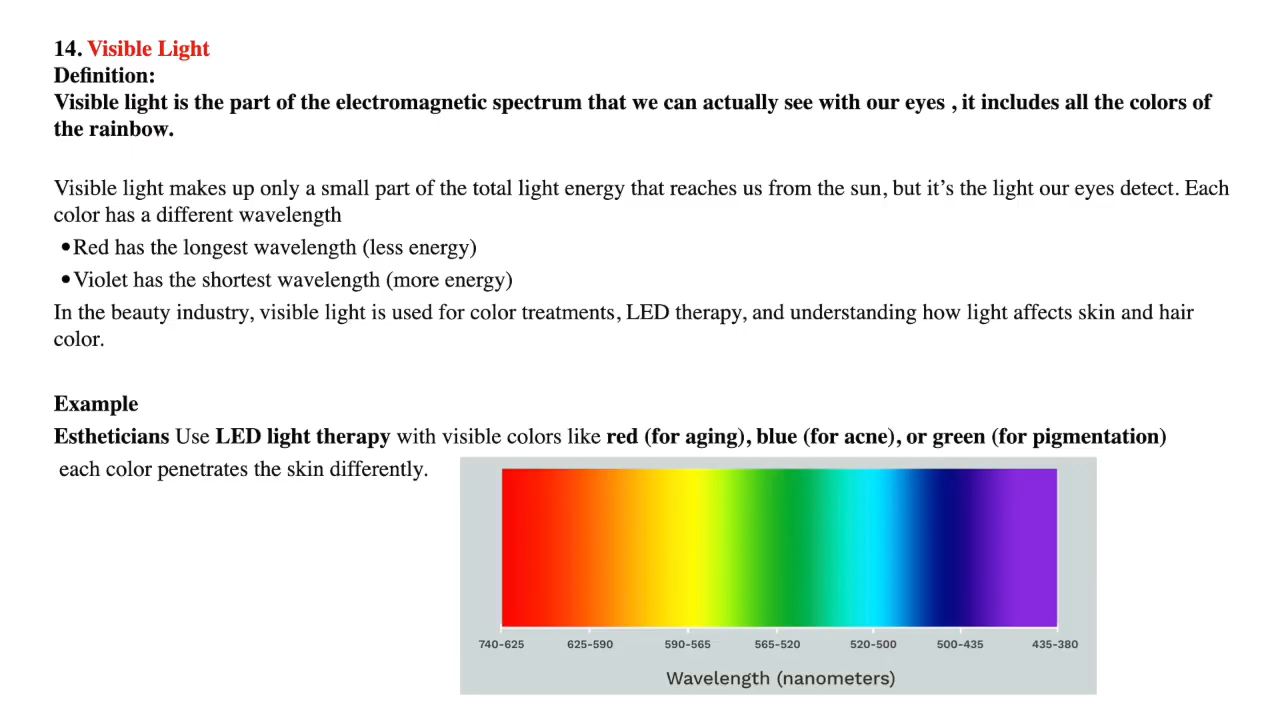 14. Visible Light
Definition:
Visible light is the part of the electromagnetic spectrum that we can actually see with our eyes , it includes all the colors of
the rainbow.
Visible light makes up only a small part of the total light energy that reaches us from the sun, but it’s the light our eyes detect. Each
color has a different wavelength
•Red has the longest wavelength (less energy)
•Violet has the shortest wavelength (more energy)
In the beauty industry, visible light is used for color treatments, LED therapy, and understanding how light affects skin and hair
color.
Example
Estheticians Use LED light therapy with visible colors like red (for aging), blue (for acne), or green (for pigmentation)
each color penetrates the skin differently.
740-625 625-590 590-565 565-520 520-500 500-435 435-380
Wavelength (nanometers)